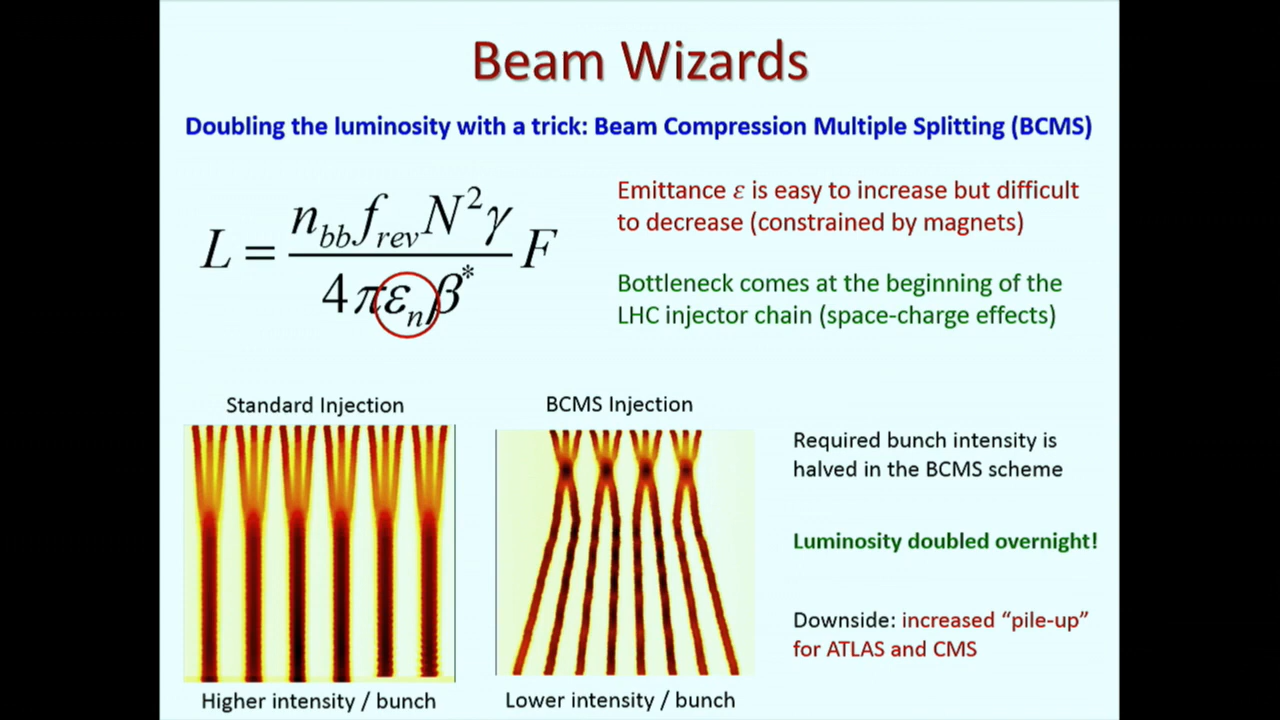 Beam Wizards
Doubling the luminosity with a trick: Beam Compression Multiple Splitting (BCMS)
L = n_bb f_rev N² γ / 4π ε_n β* F
Emittance ε is easy to increase but difficult
to decrease (constrained by magnets)
Bottleneck comes at the beginning of the
LHC injector chain (space-charge effects)
Standard Injection
BCMS Injection
Required bunch intensity is
halved in the BCMS scheme
Luminosity doubled overnight!
Downside: increased “pile-up”
for ATLAS and CMS
Higher intensity / bunch
Lower intensity / bunch